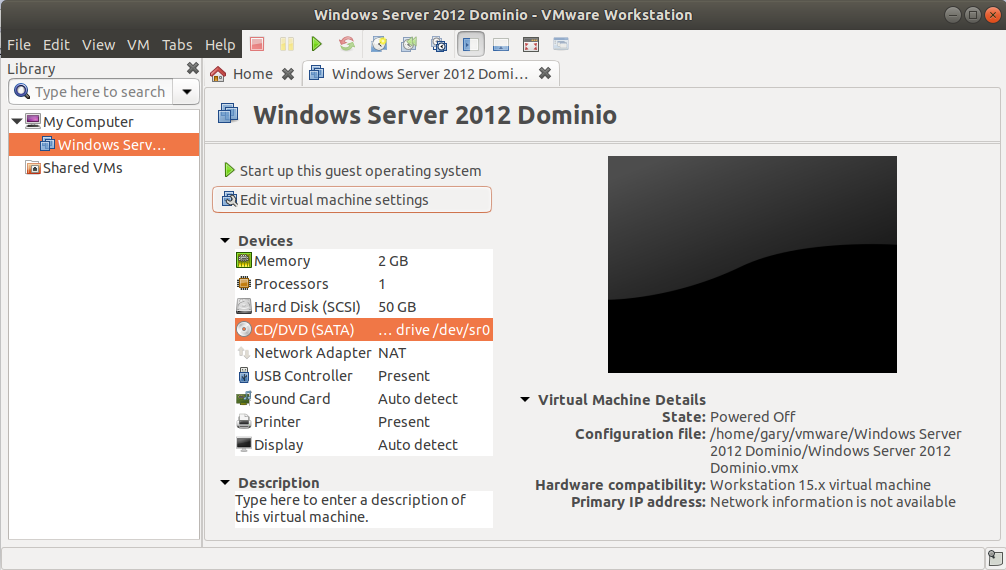 Windows Server 2012 Dominio - VMware Workstation
File Edit View VM Tabs Help
Library
Type here to search
My Computer
Windows Serv...
Shared VMs
Home
Windows Server 2012 Domi...
Windows Server 2012 Dominio
Start up this guest operating system
Edit virtual machine settings
Devices
Memory 2 GB
Processors 1
Hard Disk (SCSI) 50 GB
CD/DVD (SATA) ... drive /dev/sr0
Network Adapter NAT
USB Controller Present
Sound Card Auto detect
Printer Present
Display Auto detect
Description
Type here to enter a description of
this virtual machine.
Virtual Machine Details
State: Powered Off
Configuration file: /home/gary/vmware/Windows Server
2012 Dominio/Windows Server 2012
Dominio.vmx
Hardware compatibility: Workstation 15.x virtual machine
Primary IP address: Network information is not available